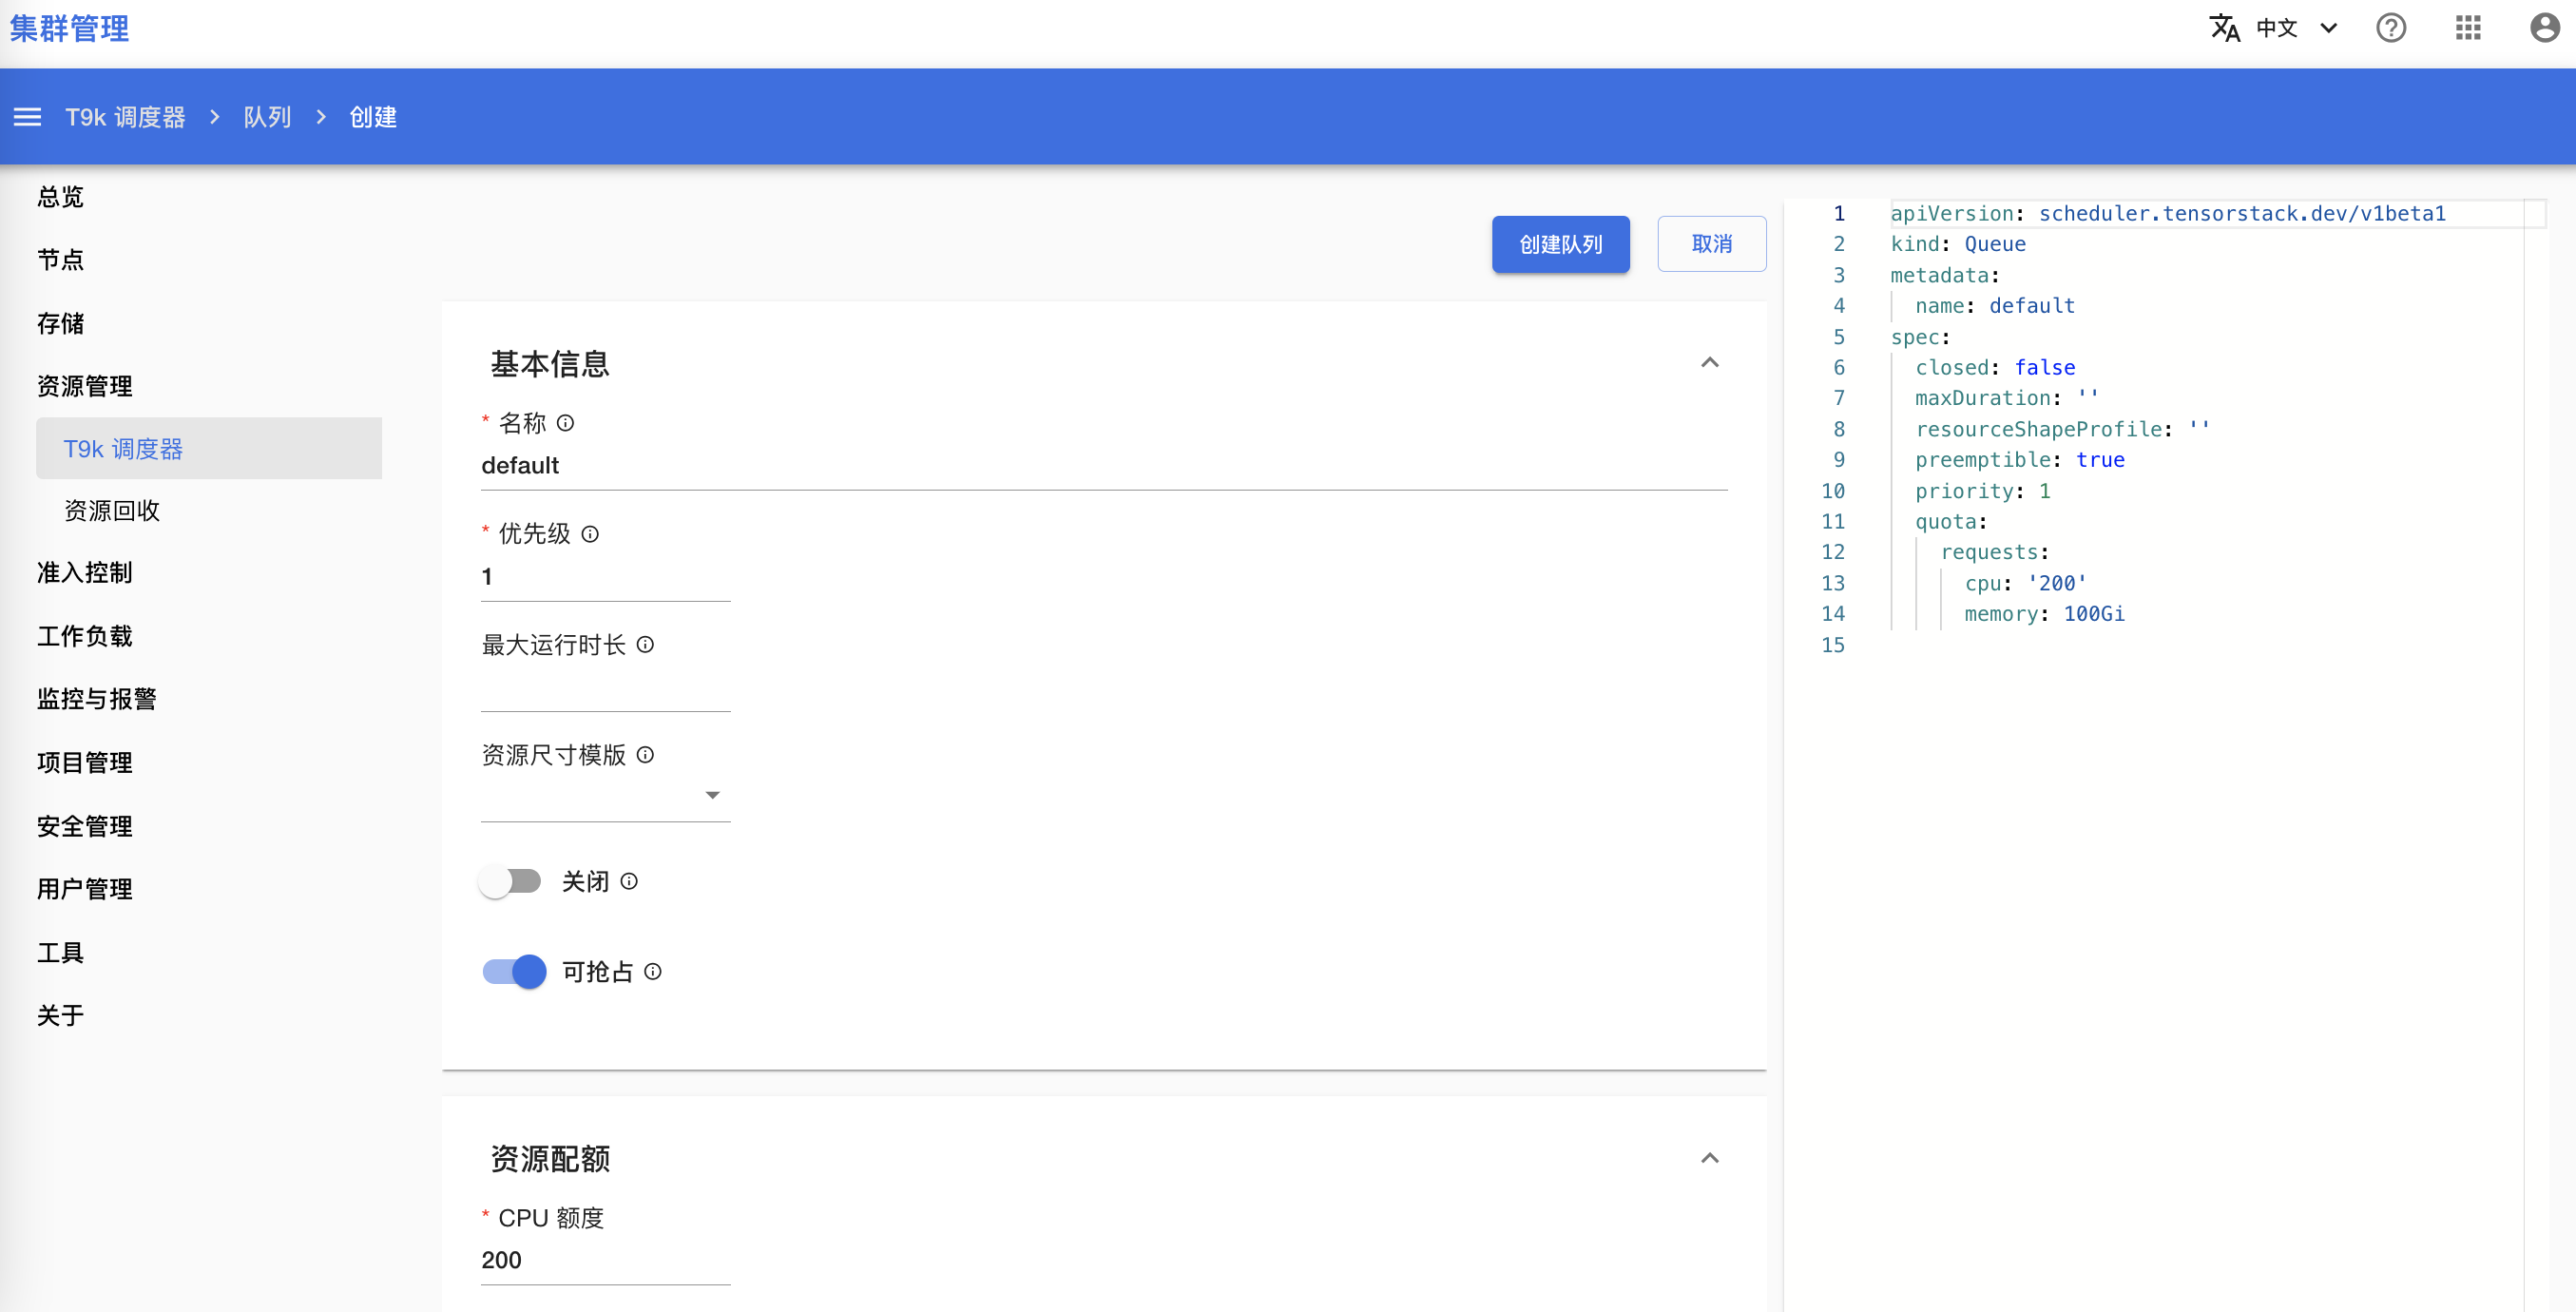 集群管理
中文
T9k 调度器 > 队列 > 创建
总览
节点
存储
资源管理
T9k 调度器
资源回收
准入控制
工作负载
监控与报警
项目管理
安全管理
用户管理
工具
关于
创建队列
取消
基本信息
* 名称
default
* 优先级
1
最大运行时长
资源尺寸模版
关闭
可抢占
资源配额
* CPU 额度
200
1 apiVersion: scheduler.tensorstack.dev/v1beta1
2 kind: Queue
3 metadata:
4   name: default
5 spec:
6   closed: false
7   maxDuration: ''
8   resourceShapeProfile: ''
9   preemptible: true
10   priority: 1
11   quota:
12     requests:
13       cpu: '200'
14       memory: 100Gi
15